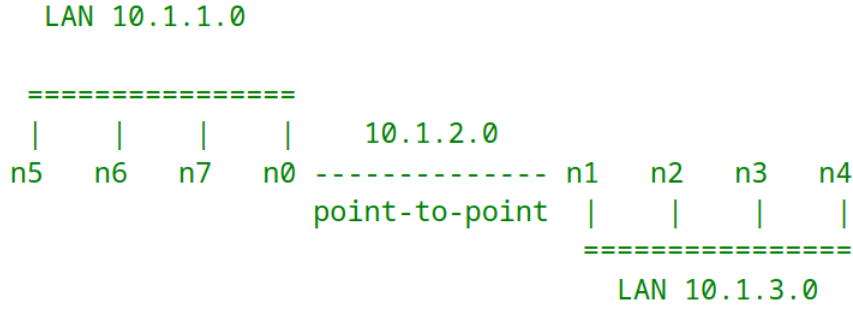 LAN 10.1.1.0
================
|    |    |    |    10.1.2.0
n5   n6   n7   n0 -------------- n1   n2   n3   n4
point-to-point  |    |    |    |
================
LAN 10.1.3.0